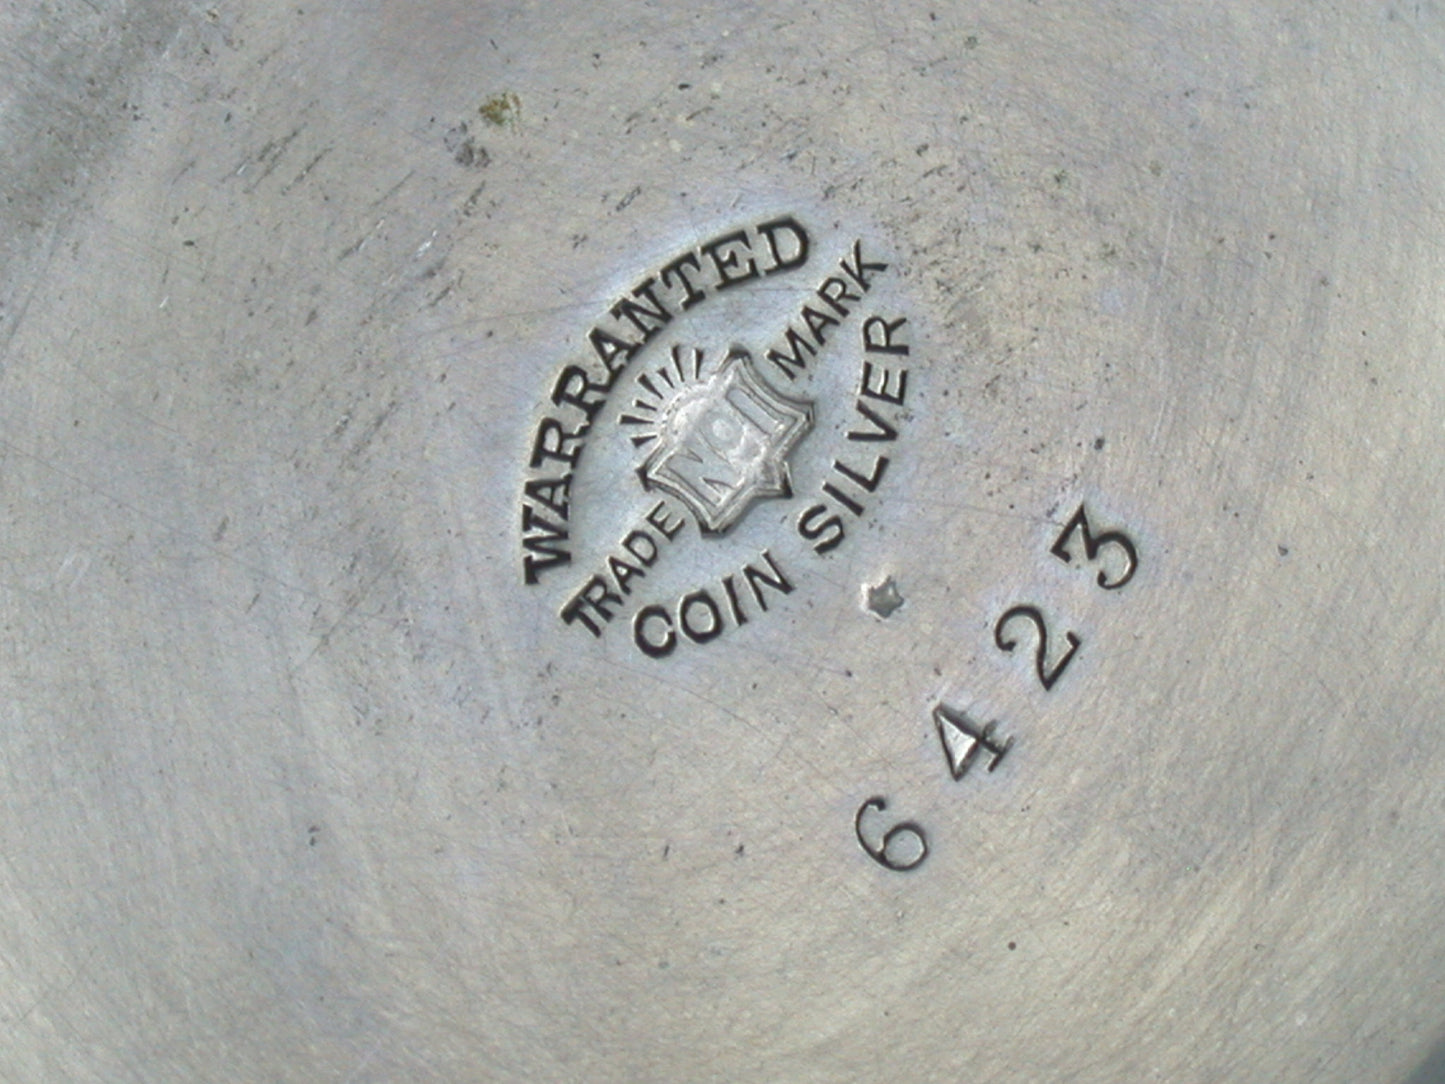 WARRANTED
TRADE No1 MARK
COIN SILVER
6423